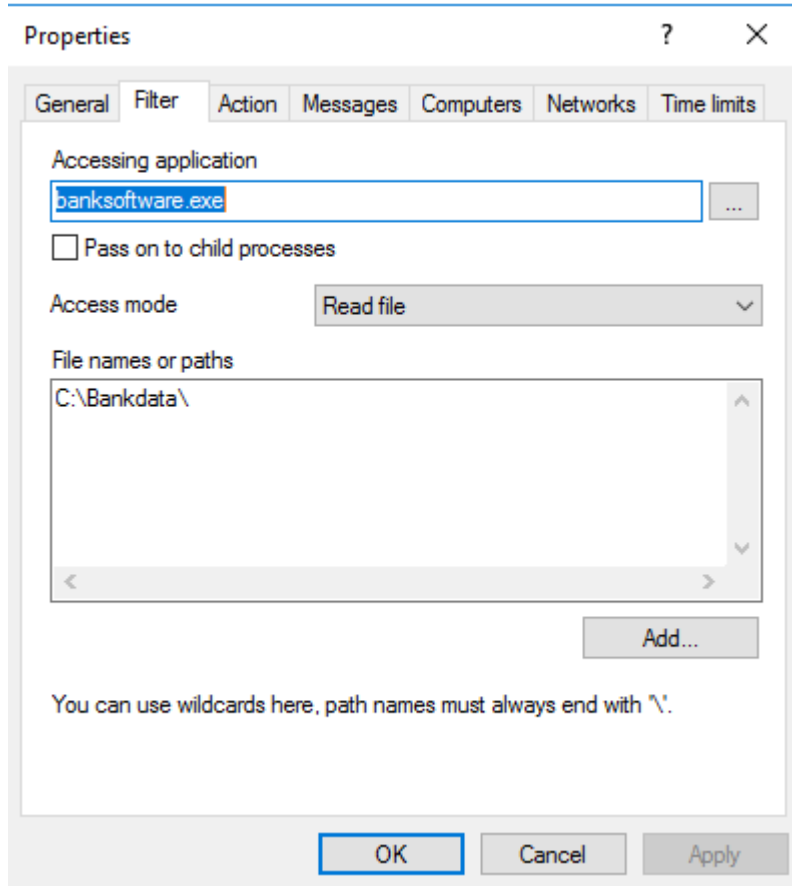 Properties
General Filter Action Messages Computers Networks Time limits
Accessing application
banksoftware.exe ...
Pass on to child processes
Access mode Read file
File names or paths
C:\Bankdata\
Add...
You can use wildcards here, path names must always end with '\'.
OK Cancel Apply